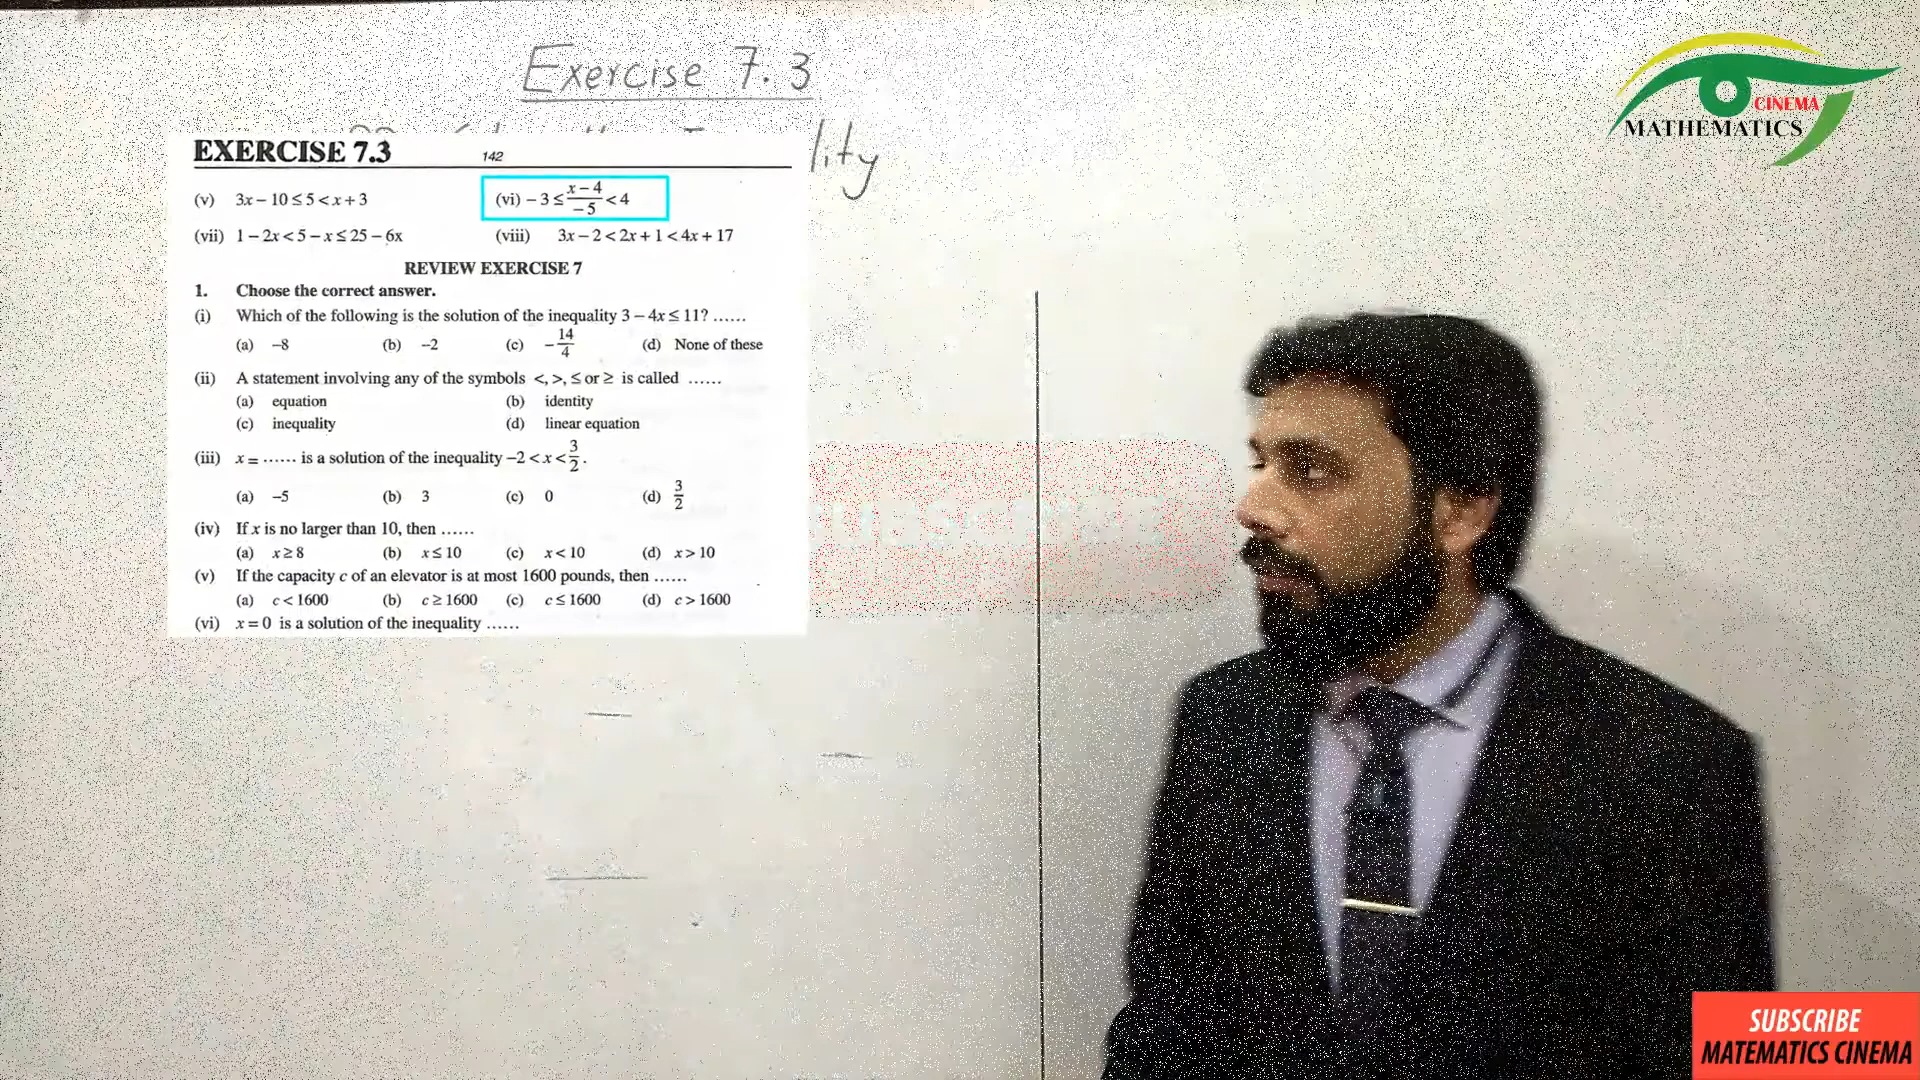 Exercise 7.3
CINEMA
MATHEMATICS
lity
EXERCISE 7.3
142
(v) 3x – 10 ≤ 5 < x + 3
(vi) – 3 ≤ (x – 4)/(– 5) < 4
(vii) 1 – 2x < 5 – x ≤ 25 – 6x
(viii) 3x – 2 < 2x + 1 < 4x + 17
REVIEW EXERCISE 7
1. Choose the correct answer.
(i) Which of the following is the solution of the inequality 3 – 4x ≤ 11? ......
(a) –8 (b) –2 (c) –14/4 (d) None of these
(ii) A statement involving any of the symbols <, >, ≤ or ≥ is called ......
(a) equation (b) identity
(c) inequality (d) linear equation
(iii) x = ...... is a solution of the inequality –2 < x < 3/2 .
(a) –5 (b) 3 (c) 0 (d) 3/2
(iv) If x is no larger than 10, then ......
(a) x ≥ 8 (b) x ≤ 10 (c) x < 10 (d) x > 10
(v) If the capacity c of an elevator is at most 1600 pounds, then ......
(a) c < 1600 (b) c ≥ 1600 (c) c ≤ 1600 (d) c > 1600
(vi) x = 0 is a solution of the inequality ......
SUBSCRIBE
MATEMATICS CINEMA